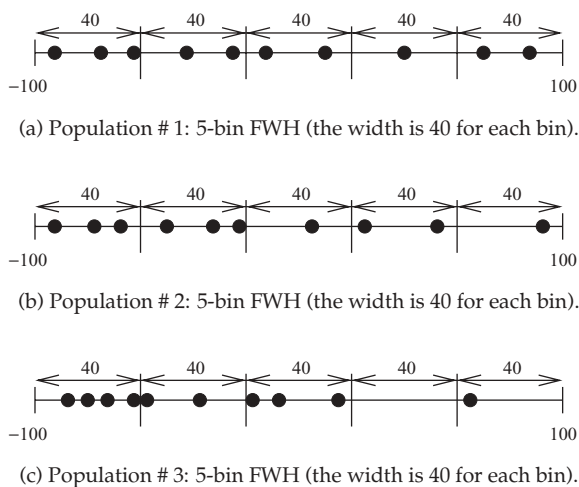 40 40 40 40 40
−100 100
(a) Population # 1: 5-bin FWH (the width is 40 for each bin).
40 40 40 40 40
−100 100
(b) Population # 2: 5-bin FWH (the width is 40 for each bin).
40 40 40 40 40
−100 100
(c) Population # 3: 5-bin FWH (the width is 40 for each bin).